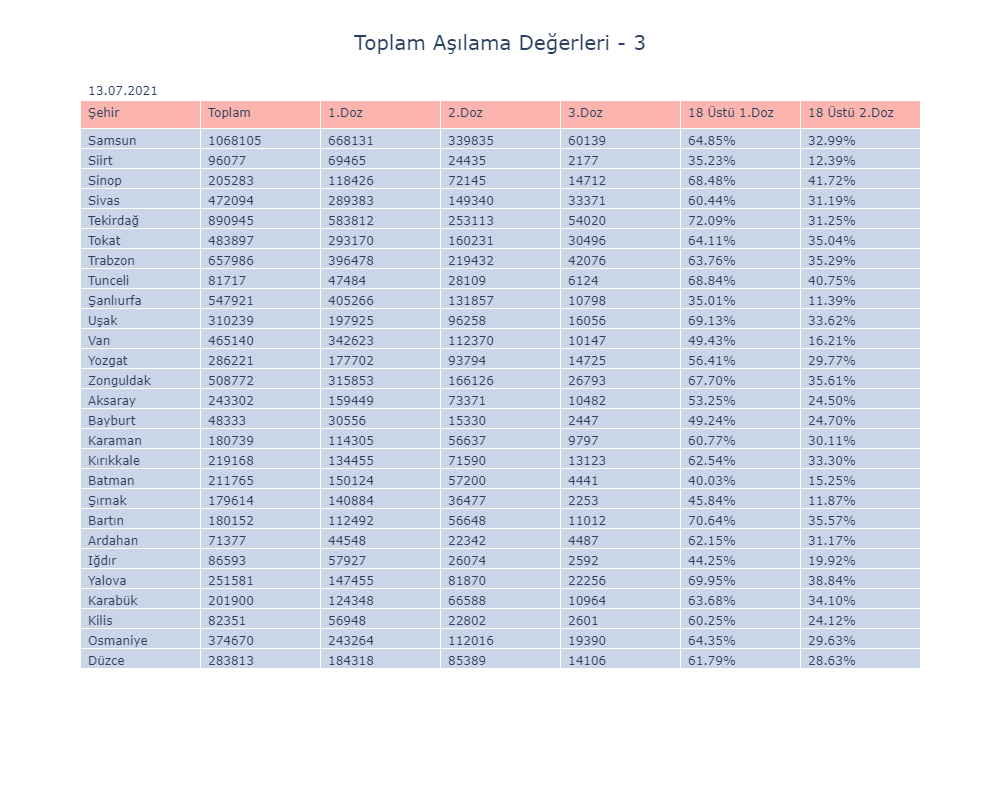 Toplam Aşılama Değerleri - 3
13.07.2021
Şehir Toplam 1.Doz 2.Doz 3.Doz 18 Üstü 1.Doz 18 Üstü 2.Doz
Samsun 1068105 668131 339835 60139 64.85% 32.99%
Siirt 96077 69465 24435 2177 35.23% 12.39%
Sinop 205283 118426 72145 14712 68.48% 41.72%
Sivas 472094 289383 149340 33371 60.44% 31.19%
Tekirdağ 890945 583812 253113 54020 72.09% 31.25%
Tokat 483897 293170 160231 30496 64.11% 35.04%
Trabzon 657986 396478 219432 42076 63.76% 35.29%
Tunceli 81717 47484 28109 6124 68.84% 40.75%
Şanlıurfa 547921 405266 131857 10798 35.01% 11.39%
Uşak 310239 197925 96258 16056 69.13% 33.62%
Van 465140 342623 112370 10147 49.43% 16.21%
Yozgat 286221 177702 93794 14725 56.41% 29.77%
Zonguldak 508772 315853 166126 26793 67.70% 35.61%
Aksaray 243302 159449 73371 10482 53.25% 24.50%
Bayburt 48333 30556 15330 2447 49.24% 24.70%
Karaman 180739 114305 56637 9797 60.77% 30.11%
Kırıkkale 219168 134455 71590 13123 62.54% 33.30%
Batman 211765 150124 57200 4441 40.03% 15.25%
Şırnak 179614 140884 36477 2253 45.84% 11.87%
Bartın 180152 112492 56648 11012 70.64% 35.57%
Ardahan 71377 44548 22342 4487 62.15% 31.17%
Iğdır 86593 57927 26074 2592 44.25% 19.92%
Yalova 251581 147455 81870 22256 69.95% 38.84%
Karabük 201900 124348 66588 10964 63.68% 34.10%
Kilis 82351 56948 22802 2601 60.25% 24.12%
Osmaniye 374670 243264 112016 19390 64.35% 29.63%
Düzce 283813 184318 85389 14106 61.79% 28.63%